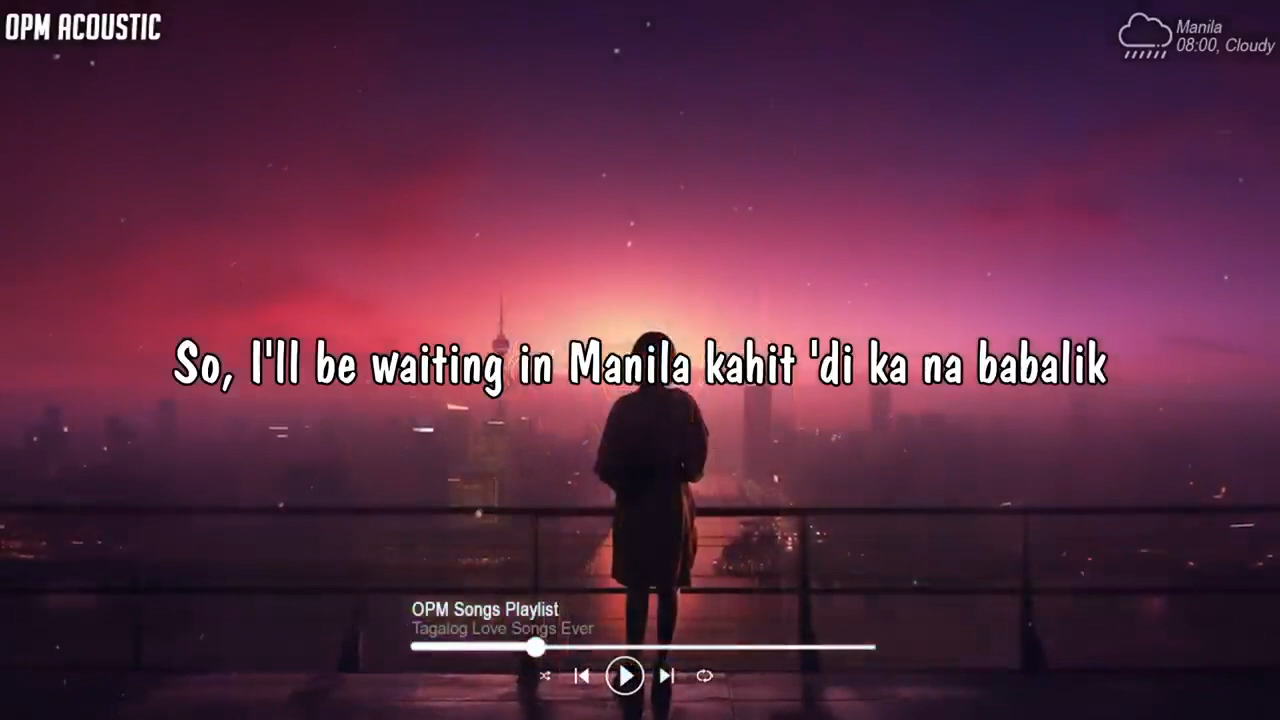 OPM ACOUSTIC
Manila
08:00, Cloudy
So, I'll be waiting in Manila kahit 'di ka na babalik
OPM Songs Playlist
Tagalog Love Songs Ever